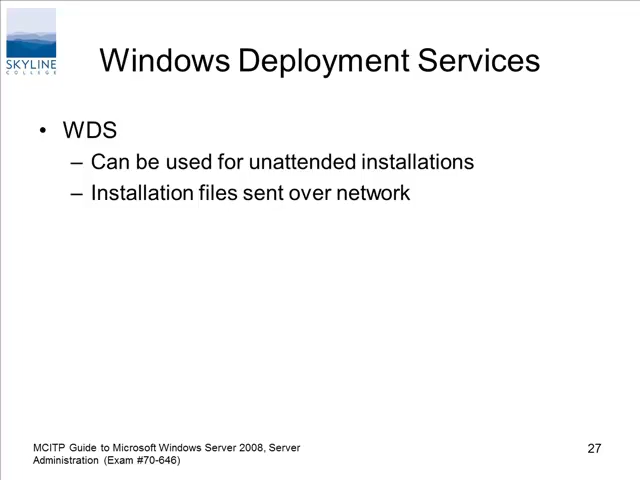 SKYLINE
COLLEGE
Windows Deployment Services
• WDS
– Can be used for unattended installations
– Installation files sent over network
MCITP Guide to Microsoft Windows Server 2008, Server
Administration (Exam #70-646)
27